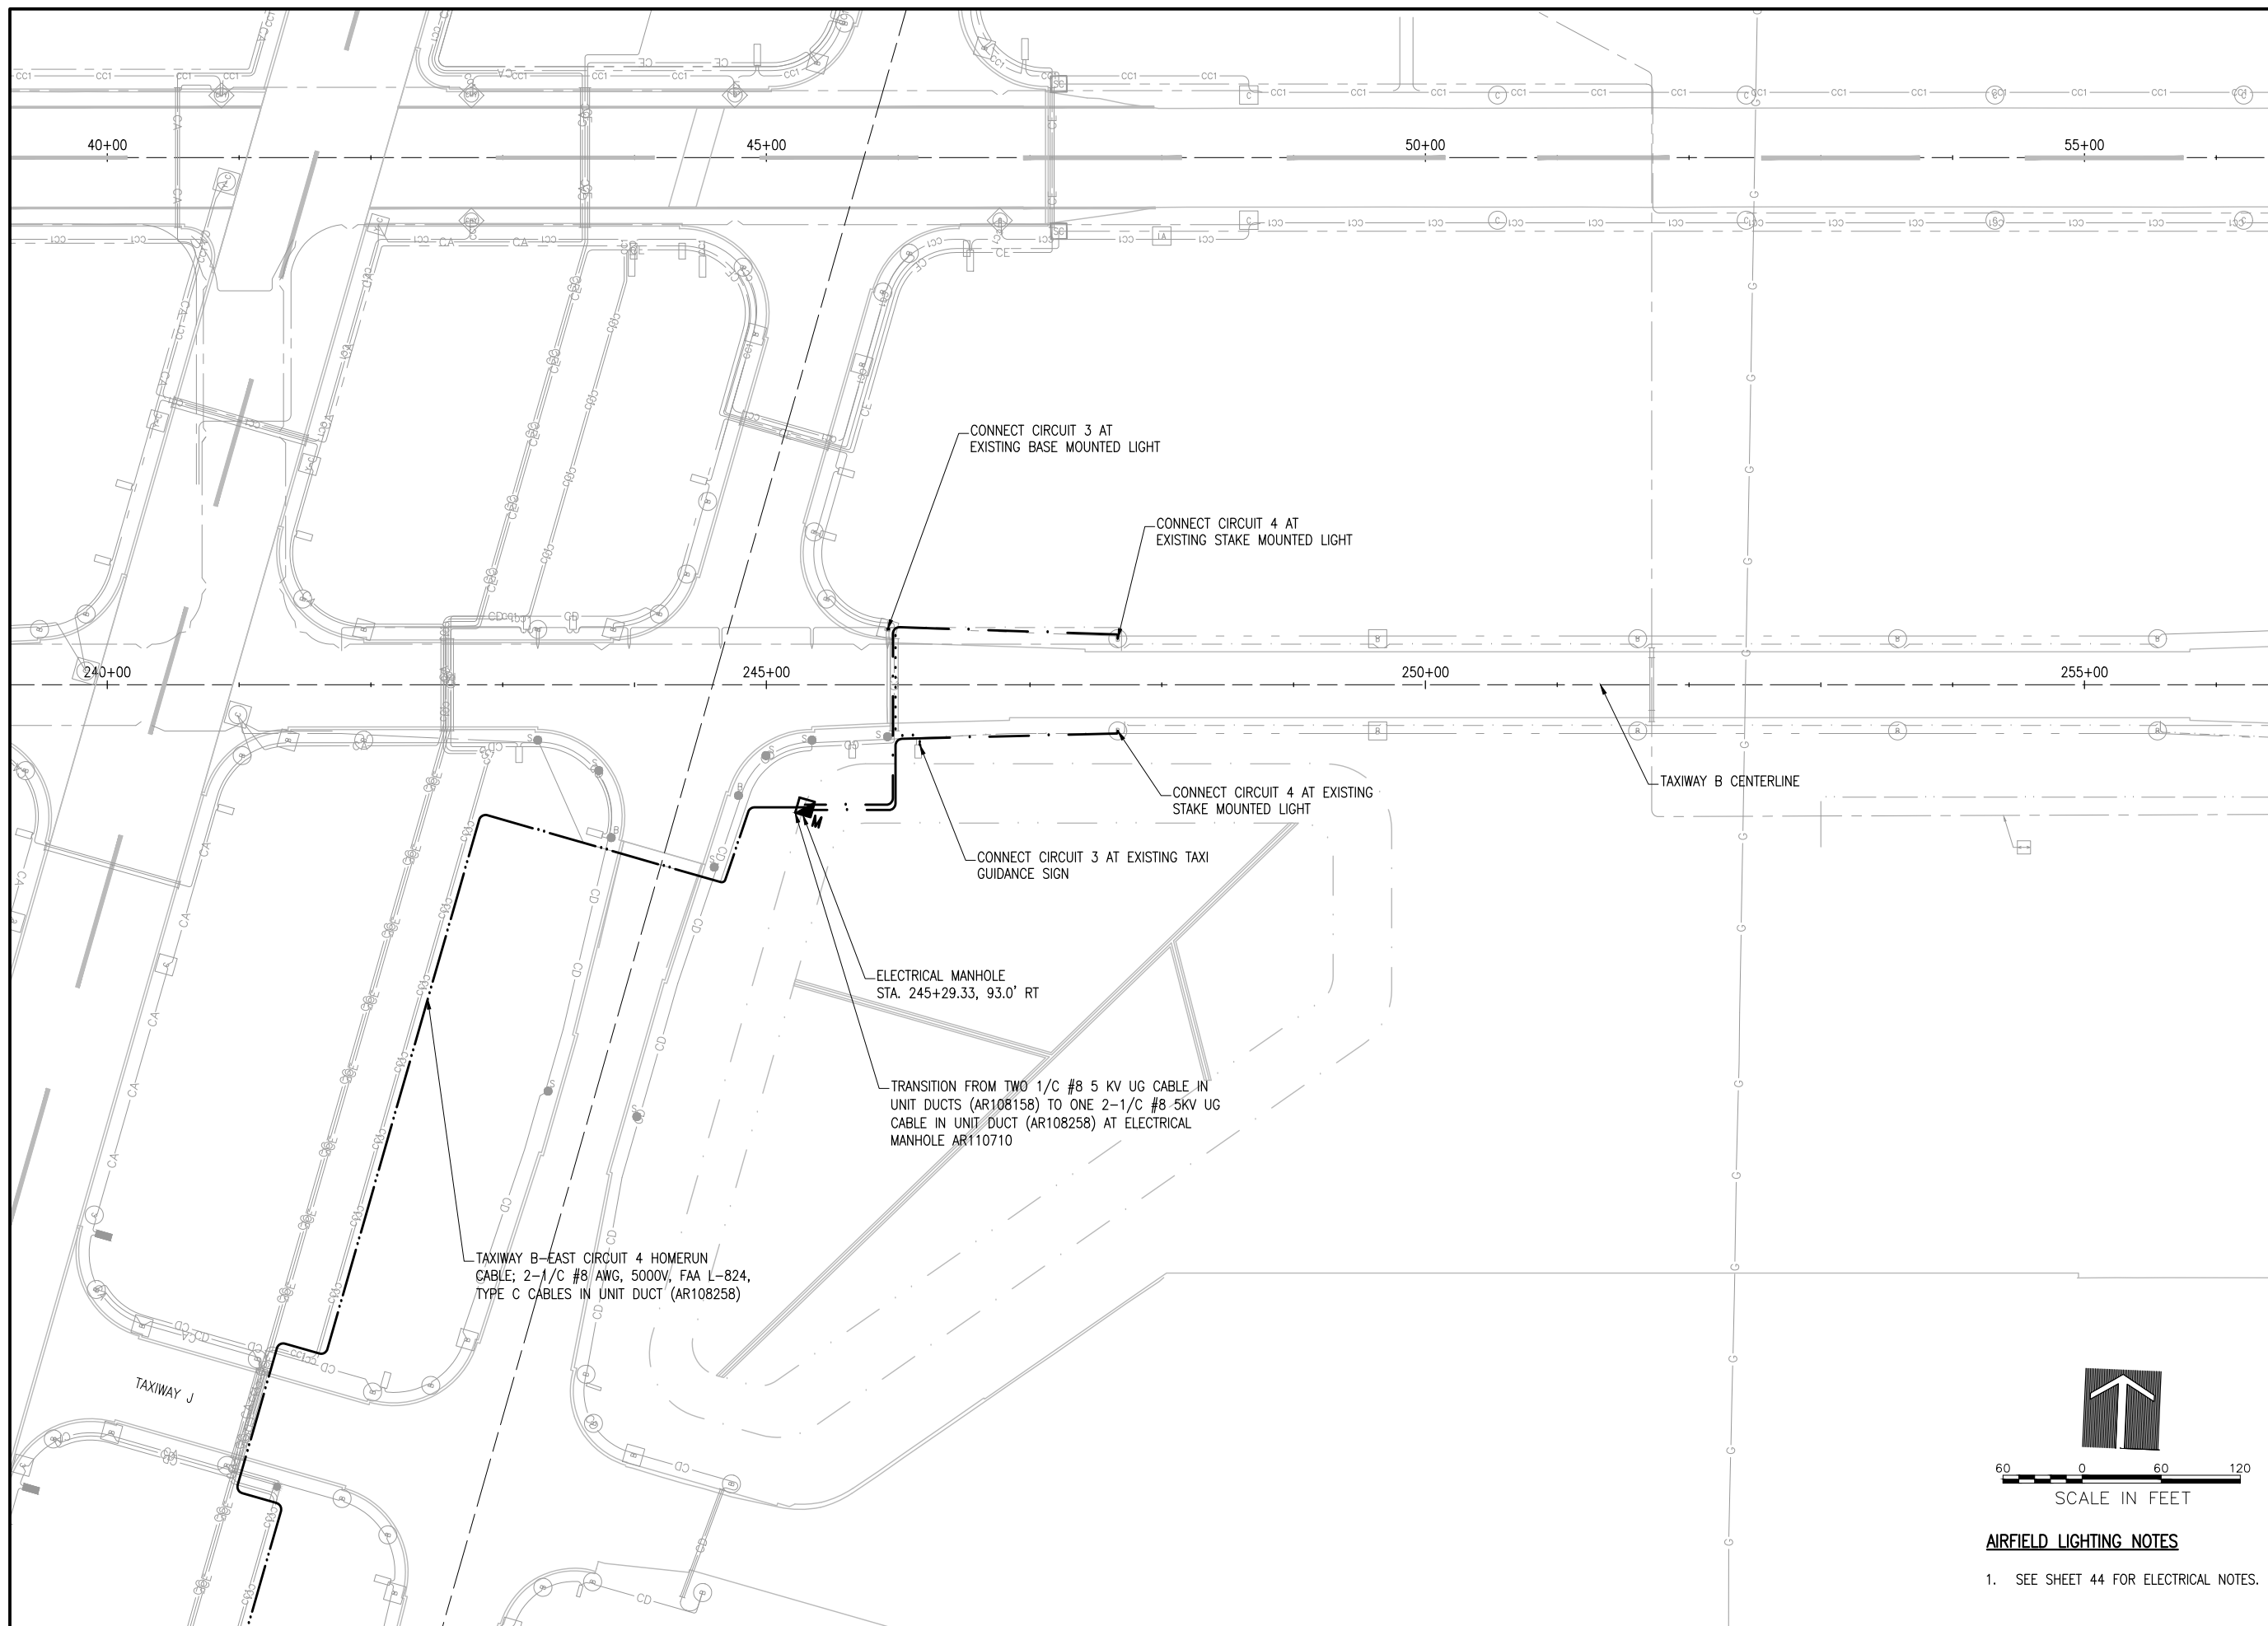 40+00
45+00
50+00
55+00
CONNECT CIRCUIT 3 AT
EXISTING BASE MOUNTED LIGHT
CONNECT CIRCUIT 4 AT
EXISTING STAKE MOUNTED LIGHT
240+00
245+00
250+00
255+00
TAXIWAY B CENTERLINE
CONNECT CIRCUIT 4 AT EXISTING
STAKE MOUNTED LIGHT
CONNECT CIRCUIT 3 AT EXISTING TAXI
GUIDANCE SIGN
ELECTRICAL MANHOLE
STA. 245+29.33, 93.0' RT
TRANSITION FROM TWO 1/C #8 5 KV UG CABLE IN
UNIT DUCTS (AR108158) TO ONE 2-1/C #8 5KV UG
CABLE IN UNIT DUCT (AR108258) AT ELECTRICAL
MANHOLE AR110710
TAXIWAY B-EAST CIRCUIT 4 HOMERUN
CABLE; 2-1/C #8 AWG, 5000V, FAA L-824,
TYPE C CABLES IN UNIT DUCT (AR108258)
TAXIWAY J
60 0 60 120
SCALE IN FEET
AIRFIELD LIGHTING NOTES
1. SEE SHEET 44 FOR ELECTRICAL NOTES.